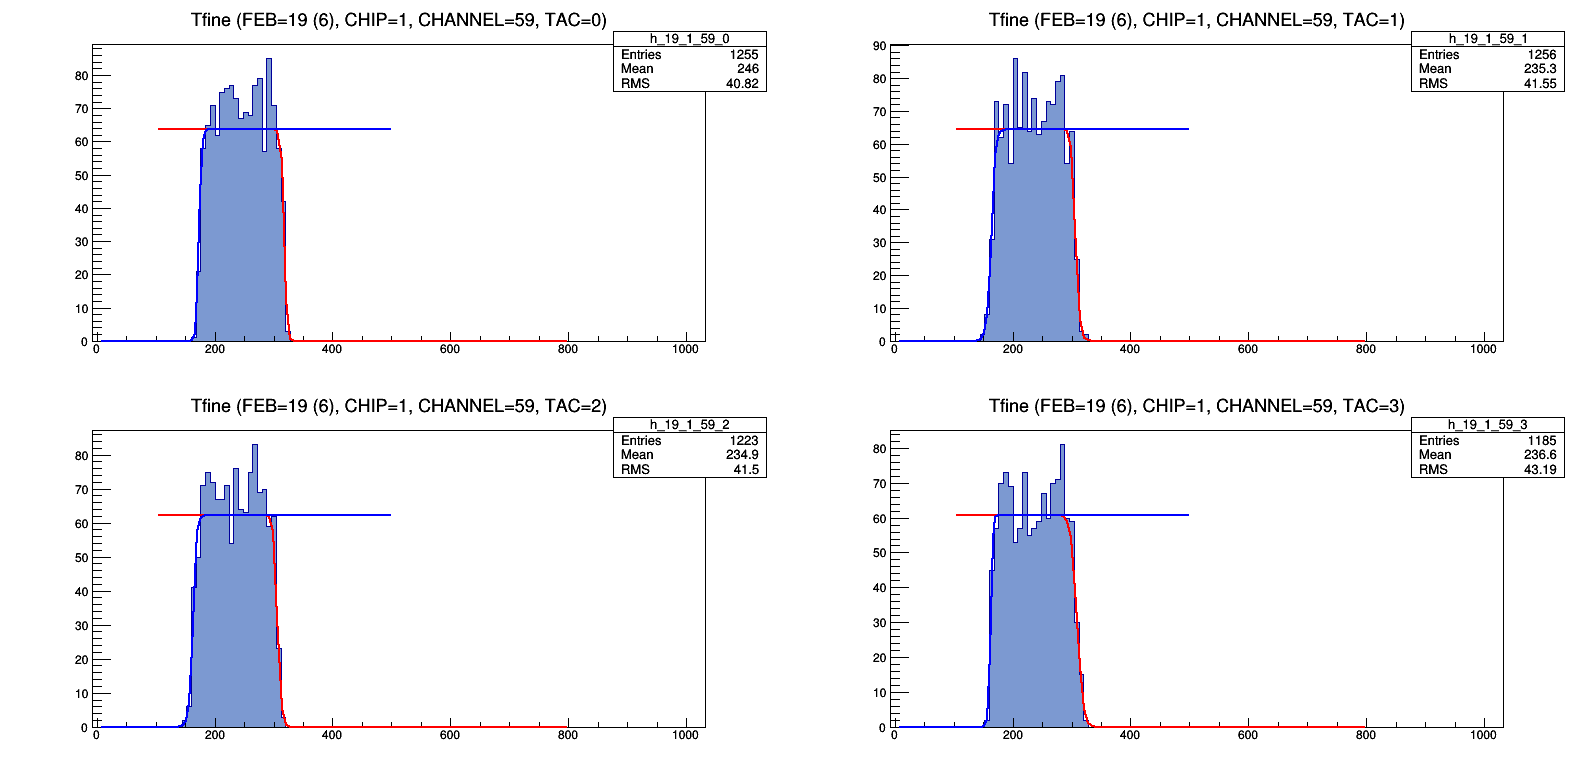 Tfine (FEB=19 (6), CHIP=1, CHANNEL=59, TAC=0)
h_19_1_59_0
Entries 1255
Mean 246
RMS 40.82
80
70
60
50
40
30
20
10
0
0 200 400 600 800 1000
Tfine (FEB=19 (6), CHIP=1, CHANNEL=59, TAC=1)
h_19_1_59_1
Entries 1256
Mean 235.3
RMS 41.55
90
80
70
60
50
40
30
20
10
0
0 200 400 600 800 1000
Tfine (FEB=19 (6), CHIP=1, CHANNEL=59, TAC=2)
h_19_1_59_2
Entries 1223
Mean 234.9
RMS 41.5
80
70
60
50
40
30
20
10
0
0 200 400 600 800 1000
Tfine (FEB=19 (6), CHIP=1, CHANNEL=59, TAC=3)
h_19_1_59_3
Entries 1185
Mean 236.6
RMS 43.19
80
70
60
50
40
30
20
10
0
0 200 400 600 800 1000